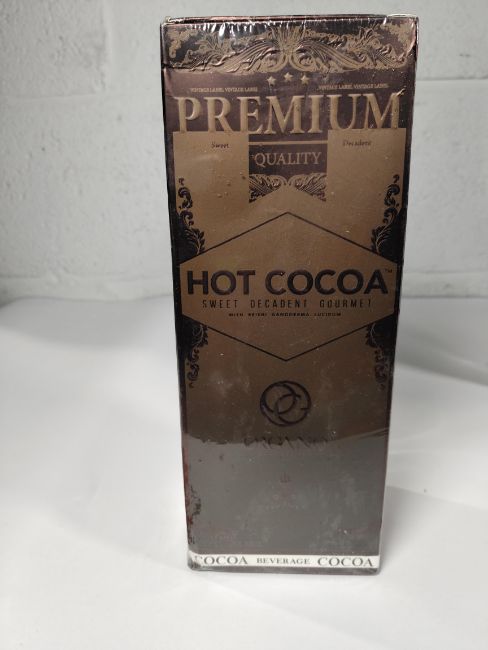 VINTAGE LABEL VINTAGE LABEL VINTAGE LABEL VINTAGE LABEL
PREMIUM
Sweet Decadent
QUALITY
HOT COCOA™
SWEET DECADENT GOURMET
WITH REISHI GANODERMA LUCIDUM
COCOA BEVERAGE COCOA